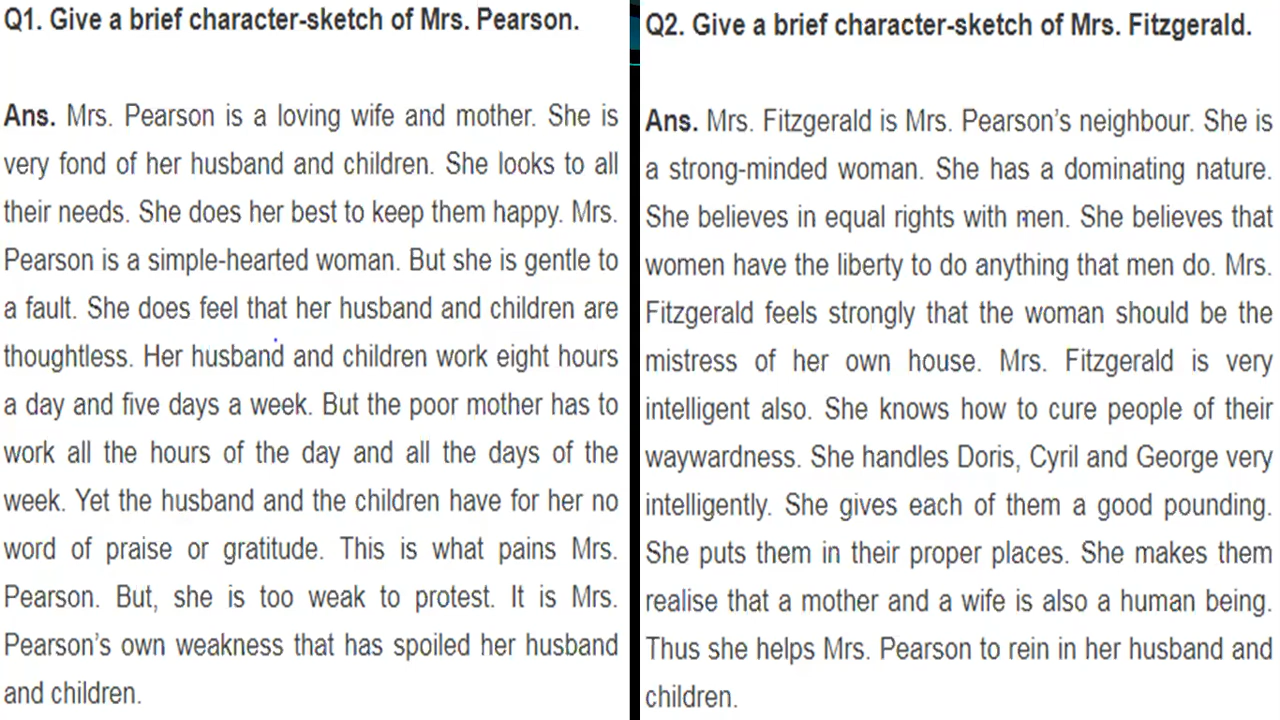 Q1. Give a brief character-sketch of Mrs. Pearson.
Ans. Mrs. Pearson is a loving wife and mother. She is
very fond of her husband and children. She looks to all
their needs. She does her best to keep them happy. Mrs.
Pearson is a simple-hearted woman. But she is gentle to
a fault. She does feel that her husband and children are
thoughtless. Her husband and children work eight hours
a day and five days a week. But the poor mother has to
work all the hours of the day and all the days of the
week. Yet the husband and the children have for her no
word of praise or gratitude. This is what pains Mrs.
Pearson. But, she is too weak to protest. It is Mrs.
Pearson's own weakness that has spoiled her husband
and children.
Q2. Give a brief character-sketch of Mrs. Fitzgerald.
Ans. Mrs. Fitzgerald is Mrs. Pearson's neighbour. She is
a strong-minded woman. She has a dominating nature.
She believes in equal rights with men. She believes that
women have the liberty to do anything that men do. Mrs.
Fitzgerald feels strongly that the woman should be the
mistress of her own house. Mrs. Fitzgerald is very
intelligent also. She knows how to cure people of their
waywardness. She handles Doris, Cyril and George very
intelligently. She gives each of them a good pounding.
She puts them in their proper places. She makes them
realise that a mother and a wife is also a human being.
Thus she helps Mrs. Pearson to rein in her husband and
children.